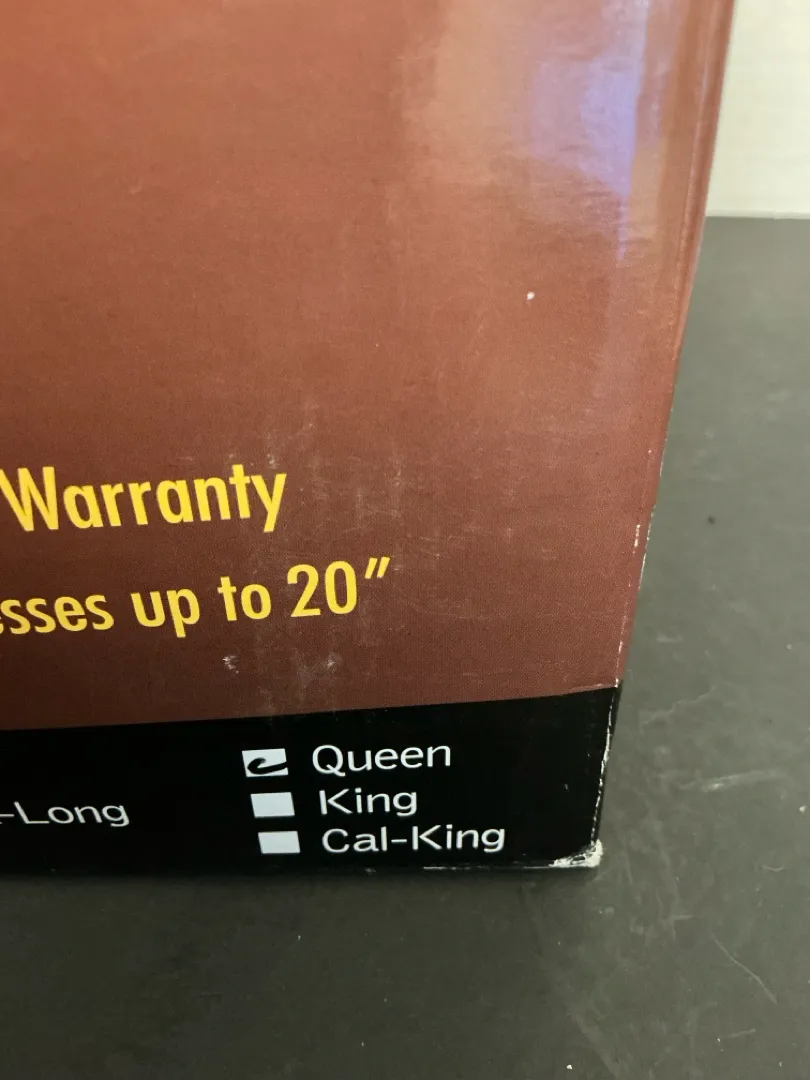 Warranty
esses up to 20″
Queen
-Long
King
Cal-King